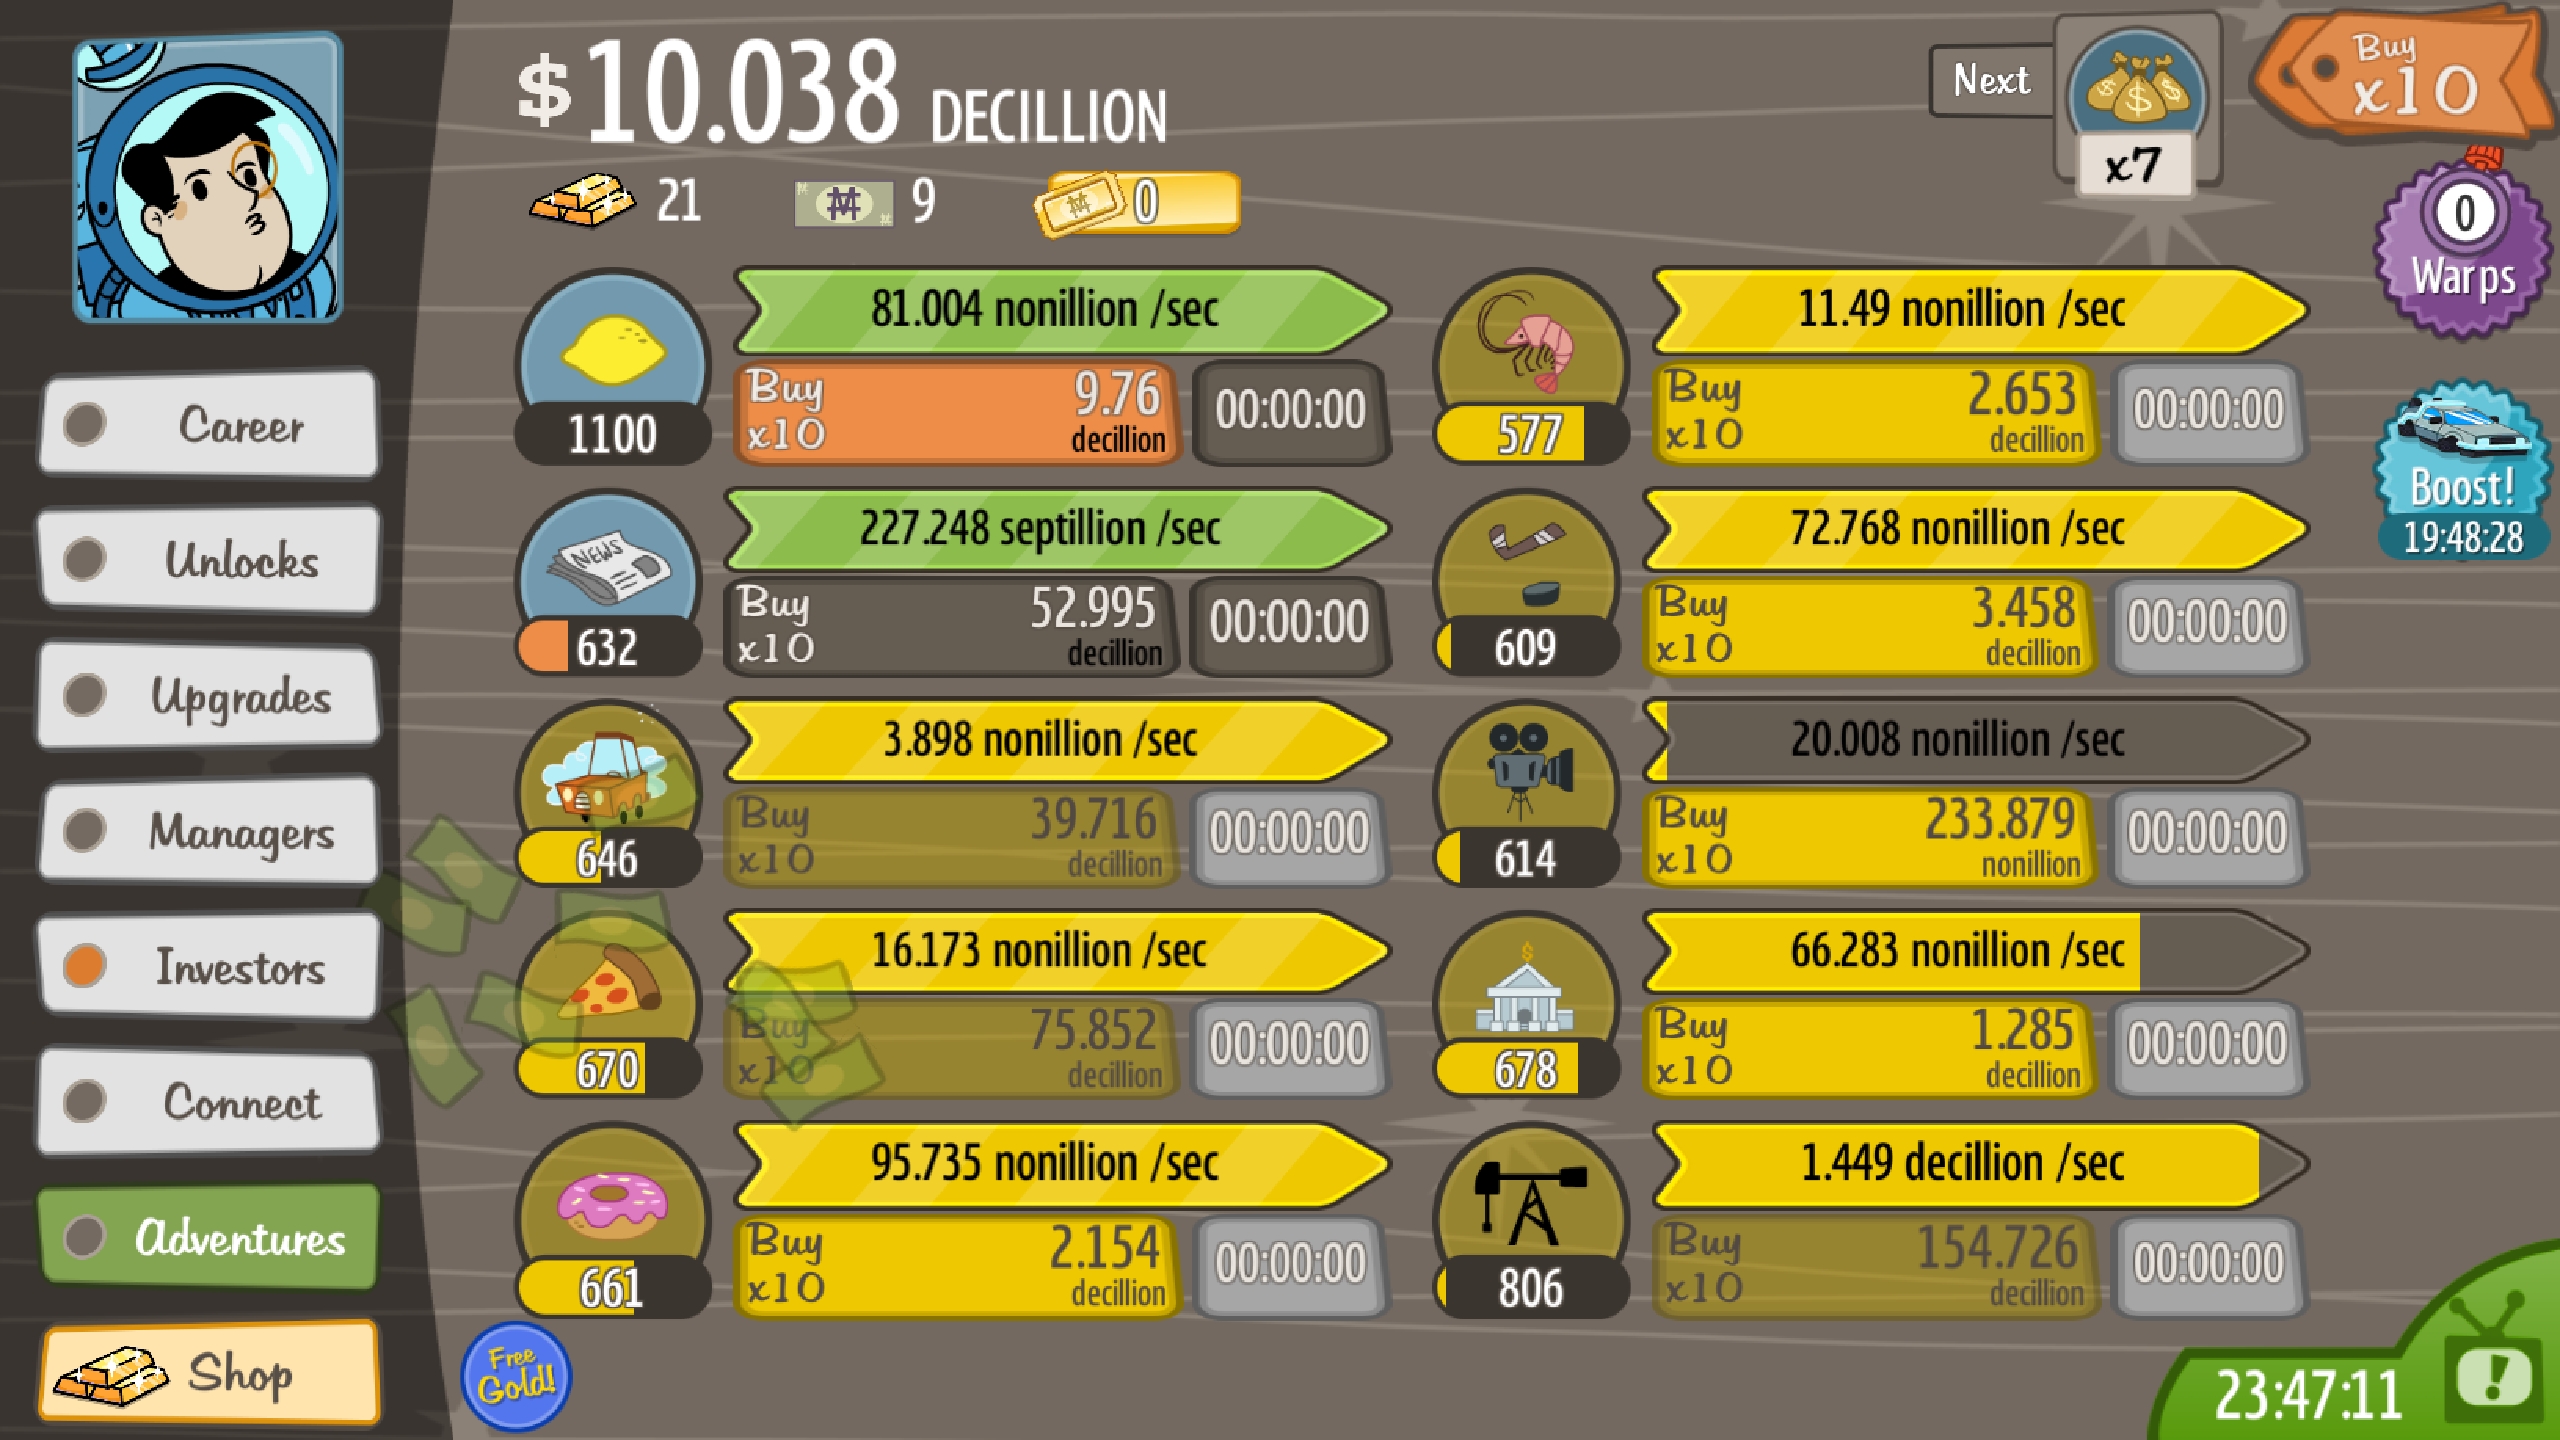 $10.038 DECILLION
21
9
0
Next
x7
Buy
x10
0
Warps
Boost!
19:48:28
Career
Unlocks
Upgrades
Managers
Investors
Connect
Adventures
Shop
Free
Gold!
81.004 nonillion /sec
Buy
x10
9.76
decillion
00:00:00
1100
NEWS
227.248 septillion /sec
Buy
x10
52.995
decillion
00:00:00
632
3.898 nonillion /sec
Buy
x10
39.716
decillion
00:00:00
646
16.173 nonillion /sec
Buy
x10
75.852
decillion
00:00:00
670
95.735 nonillion /sec
Buy
x10
2.154
decillion
00:00:00
661
11.49 nonillion /sec
Buy
x10
2.653
decillion
00:00:00
577
72.768 nonillion /sec
Buy
x10
3.458
decillion
00:00:00
609
20.008 nonillion /sec
Buy
x10
233.879
nonillion
00:00:00
614
66.283 nonillion /sec
Buy
x10
1.285
decillion
00:00:00
678
1.449 decillion /sec
Buy
x10
154.726
decillion
00:00:00
806
23:47:11
!